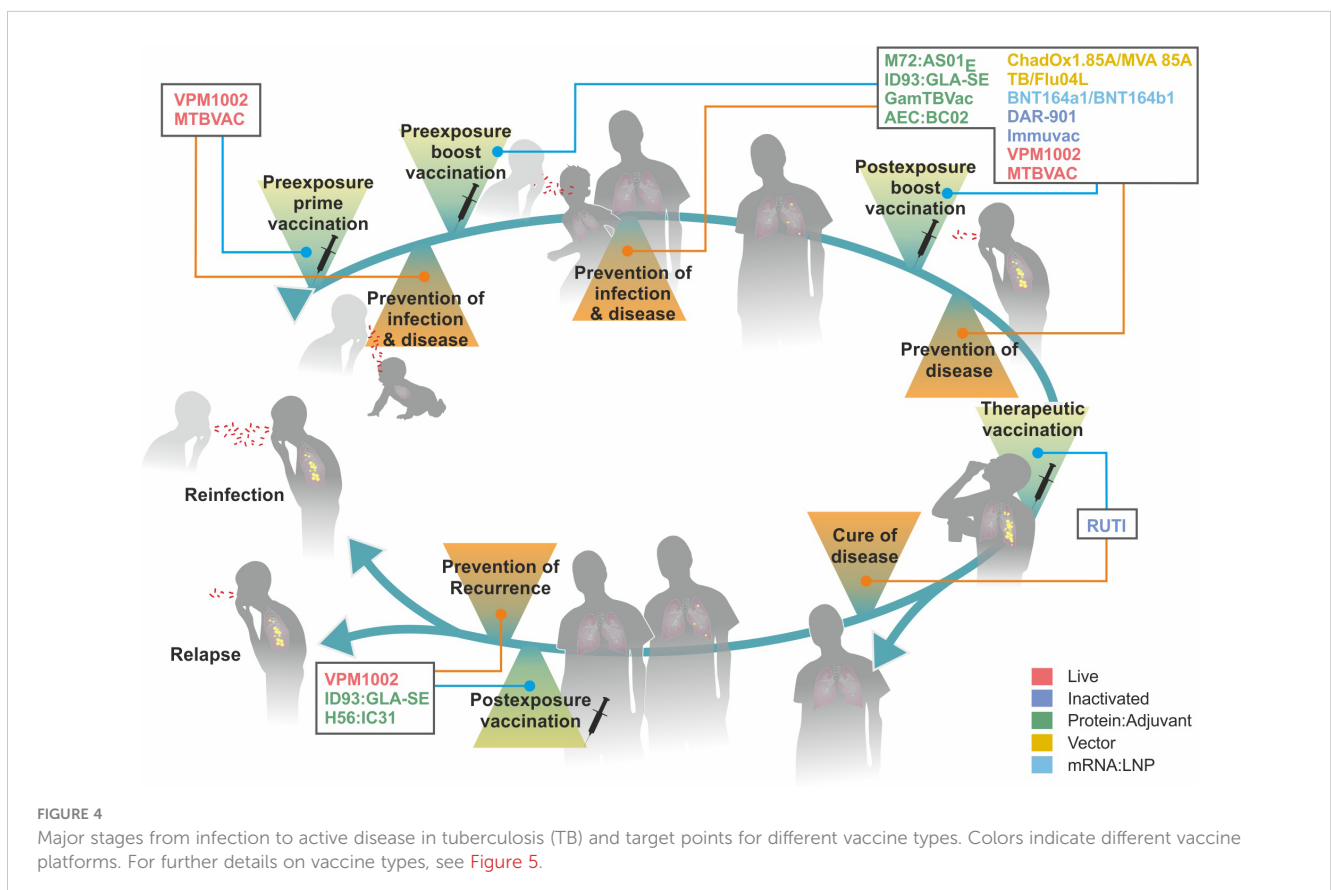 VPM1002
MTBVAC
Preexposure
prime
vaccination
Preexposure
boost
vaccination
M72:AS01E
ID93:GLA-SE
GamTBVac
AEC:BC02
ChadOx1.85A/MVA 85A
TB/Flu04L
BNT164a1/BNT164b1
DAR-901
Immuvac
VPM1002
MTBVAC
Postexposure
boost
vaccination
Prevention of
infection
& disease
Prevention of
infection
& disease
Prevention of
disease
Therapeutic
vaccination
RUTI
Cure of
disease
Prevention of
Recurrence
Postexposure
vaccination
VPM1002
ID93:GLA-SE
H56:IC31
Reinfection
Relapse
Live
Inactivated
Protein:Adjuvant
Vector
mRNA:LNP
FIGURE 4
Major stages from infection to active disease in tuberculosis (TB) and target points for different vaccine types. Colors indicate different vaccine
platforms. For further details on vaccine types, see Figure 5.